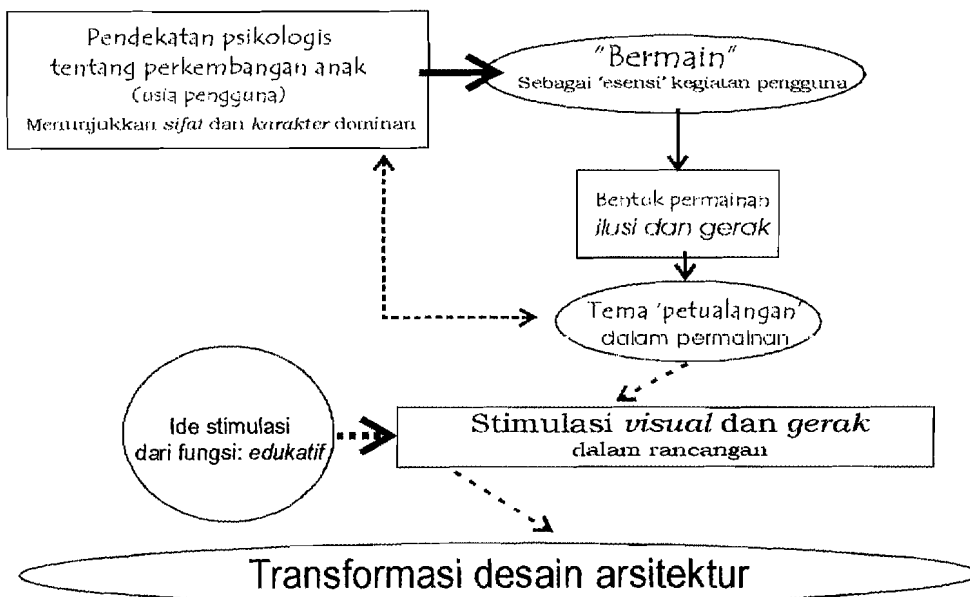 Pendekatan psikologis
tentang perkembangan anak
(usia pengguna)
Menunjukkan sifat dan karakter dominan
"Bermain"
Sebagai 'esensi' kegiatan pengguna
Bentuk permainan
ilusi dan gerak
Tema 'petualangan'
dalam permainan
Ide stimulasi
dari fungsi: edukatif
Stimulasi visual dan gerak
dalam rancangan
Transformasi desain arsitektur